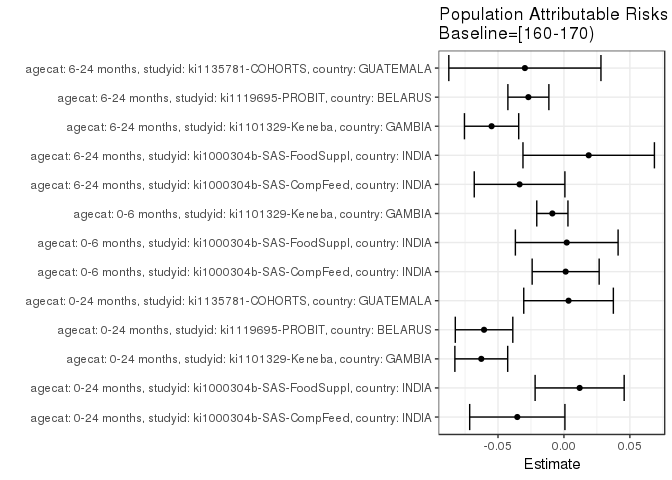 Population Attributable Risks
Baseline=[160-170)
agecat: 6-24 months, studyid: ki1135781-COHORTS, country: GUATEMALA
agecat: 6-24 months, studyid: ki1119695-PROBIT, country: BELARUS
agecat: 6-24 months, studyid: ki1101329-Keneba, country: GAMBIA
agecat: 6-24 months, studyid: ki1000304b-SAS-FoodSuppl, country: INDIA
agecat: 6-24 months, studyid: ki1000304b-SAS-CompFeed, country: INDIA
agecat: 0-6 months, studyid: ki1101329-Keneba, country: GAMBIA
agecat: 0-6 months, studyid: ki1000304b-SAS-FoodSuppl, country: INDIA
agecat: 0-6 months, studyid: ki1000304b-SAS-CompFeed, country: INDIA
agecat: 0-24 months, studyid: ki1135781-COHORTS, country: GUATEMALA
agecat: 0-24 months, studyid: ki1119695-PROBIT, country: BELARUS
agecat: 0-24 months, studyid: ki1101329-Keneba, country: GAMBIA
agecat: 0-24 months, studyid: ki1000304b-SAS-FoodSuppl, country: INDIA
agecat: 0-24 months, studyid: ki1000304b-SAS-CompFeed, country: INDIA
-0.05 0.00 0.05
Estimate